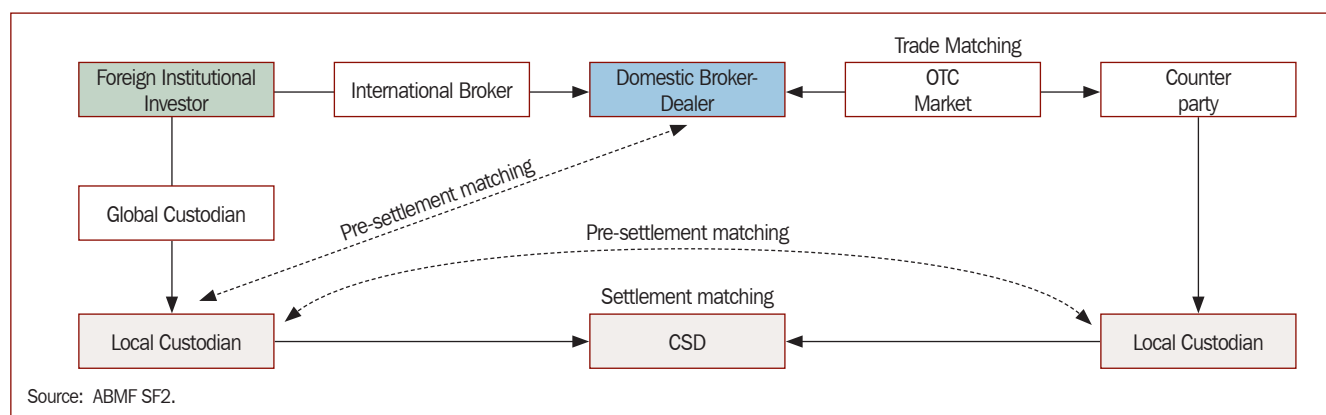 Trade Matching
Foreign Institutional
Investor
International Broker
Domestic Broker-
Dealer
OTC
Market
Counter
party
Global Custodian
Pre-settlement matching
Pre-settlement matching
Settlement matching
Local Custodian
CSD
Local Custodian
Source: ABMF SF2.